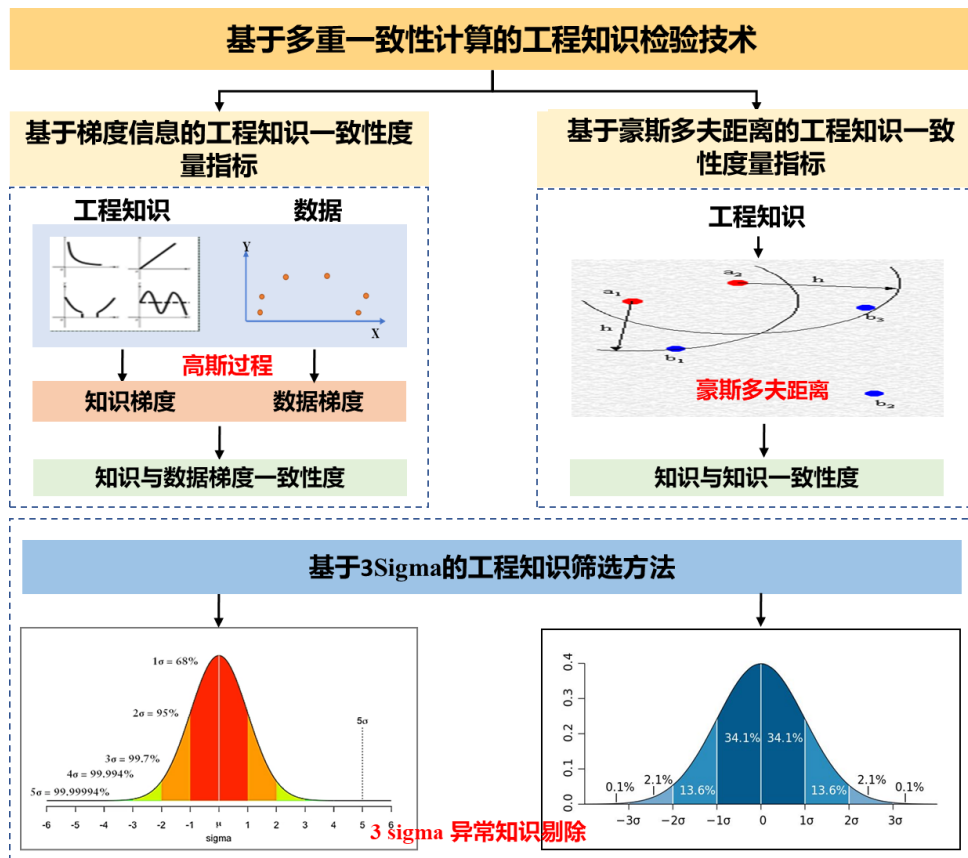 基于多重一致性计算的工程知识检验技术
基于梯度信息的工程知识一致性度
量指标
工程知识
数据
Y
X
高斯过程
知识梯度
数据梯度
知识与数据梯度一致性度
基于豪斯多夫距离的工程知识一致
性度量指标
工程知识
a1
a2
h
h
b1
b3
b2
豪斯多夫距离
知识与知识一致性度
基于3Sigma的工程知识筛选方法
1σ = 68%
2σ = 95%
3σ = 99.7%
4σ = 99.994%
5σ = 99.99994%
5σ
-6 -5 -4 -3 -2 -1 μ 1 2 3 4 5 6
sigma
0.4
0.3
0.2
0.1
0.0
34.1% 34.1%
0.1% 2.1% 13.6% 13.6% 2.1% 0.1%
−3σ −2σ −1σ 0 1σ 2σ 3σ
3 sigma 异常知识剔除